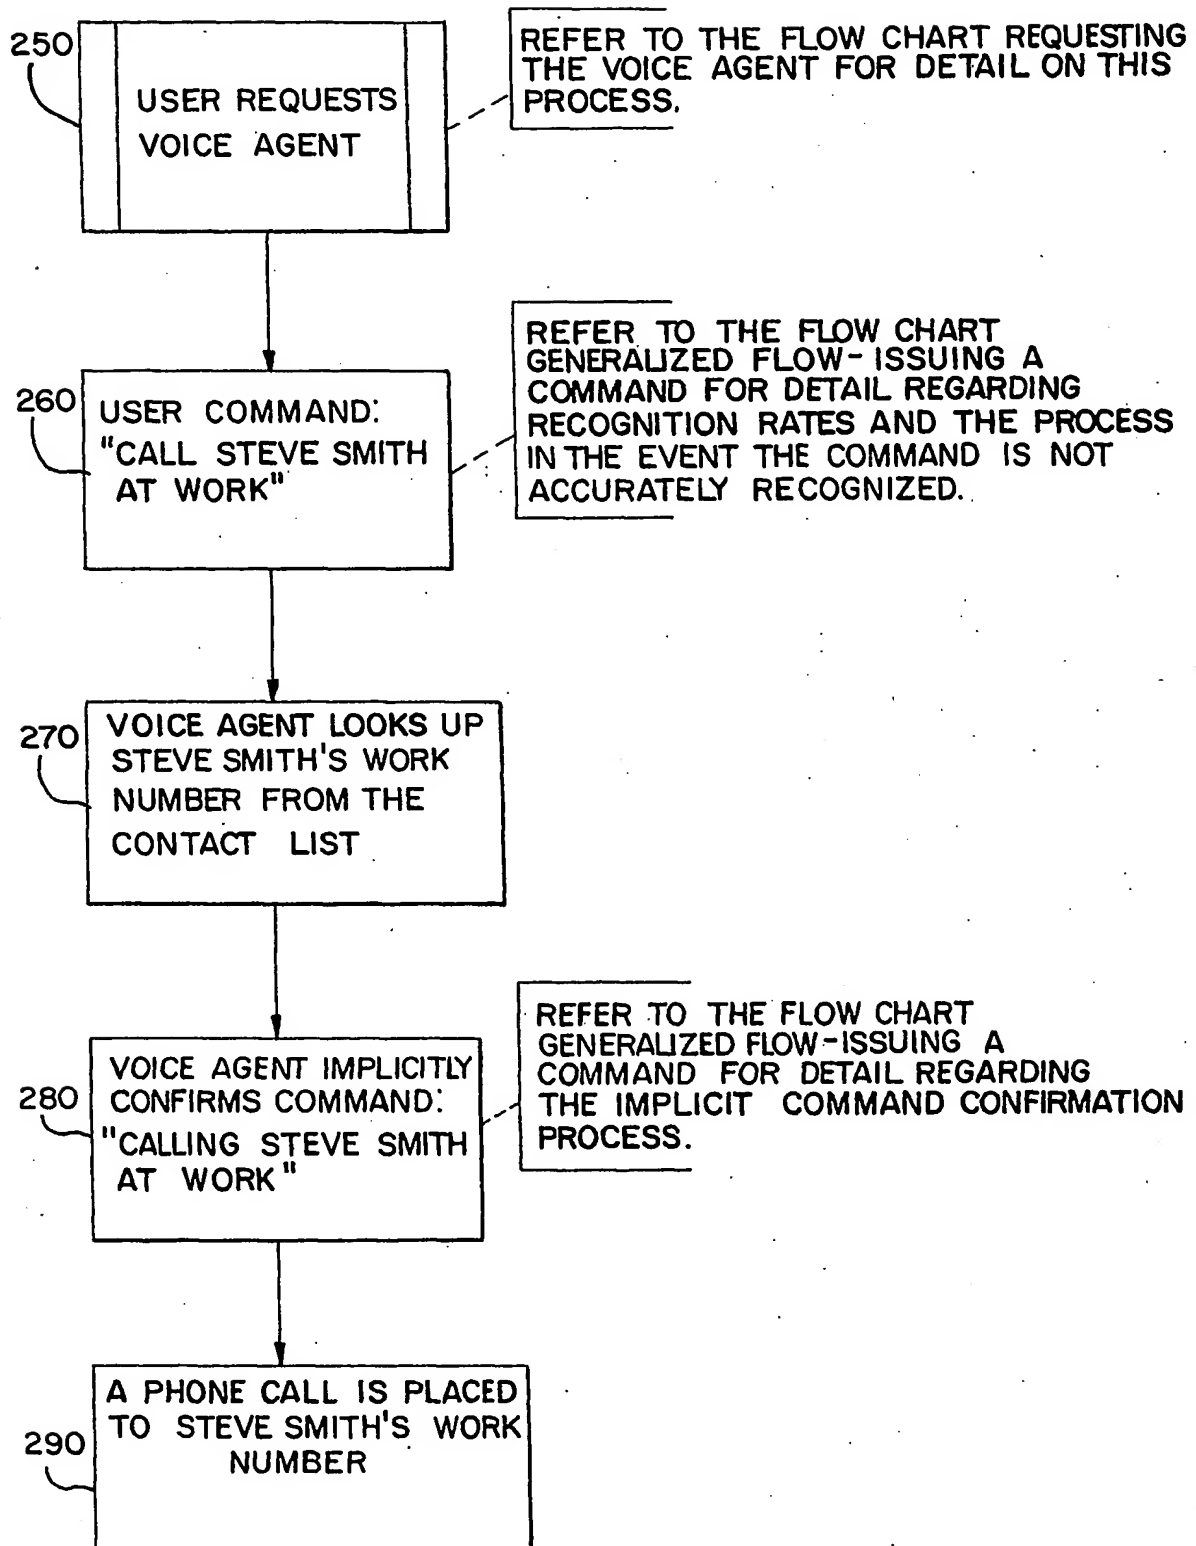 250
USER REQUESTS
VOICE AGENT
REFER TO THE FLOW CHART REQUESTING
THE VOICE AGENT FOR DETAIL ON THIS
PROCESS.
260
USER COMMAND:
"CALL STEVE SMITH
AT WORK"
REFER TO THE FLOW CHART
GENERALIZED FLOW-ISSUING A
COMMAND FOR DETAIL REGARDING
RECOGNITION RATES AND THE PROCESS
IN THE EVENT THE COMMAND IS NOT
ACCURATELY RECOGNIZED.
270
VOICE AGENT LOOKS UP
STEVE SMITH'S WORK
NUMBER FROM THE
CONTACT LIST
280
VOICE AGENT IMPLICITLY
CONFIRMS COMMAND:
"CALLING STEVE SMITH
AT WORK"
REFER TO THE FLOW CHART
GENERALIZED FLOW-ISSUING A
COMMAND FOR DETAIL REGARDING
THE IMPLICIT COMMAND CONFIRMATION
PROCESS.
290
A PHONE CALL IS PLACED
TO STEVE SMITH'S WORK
NUMBER